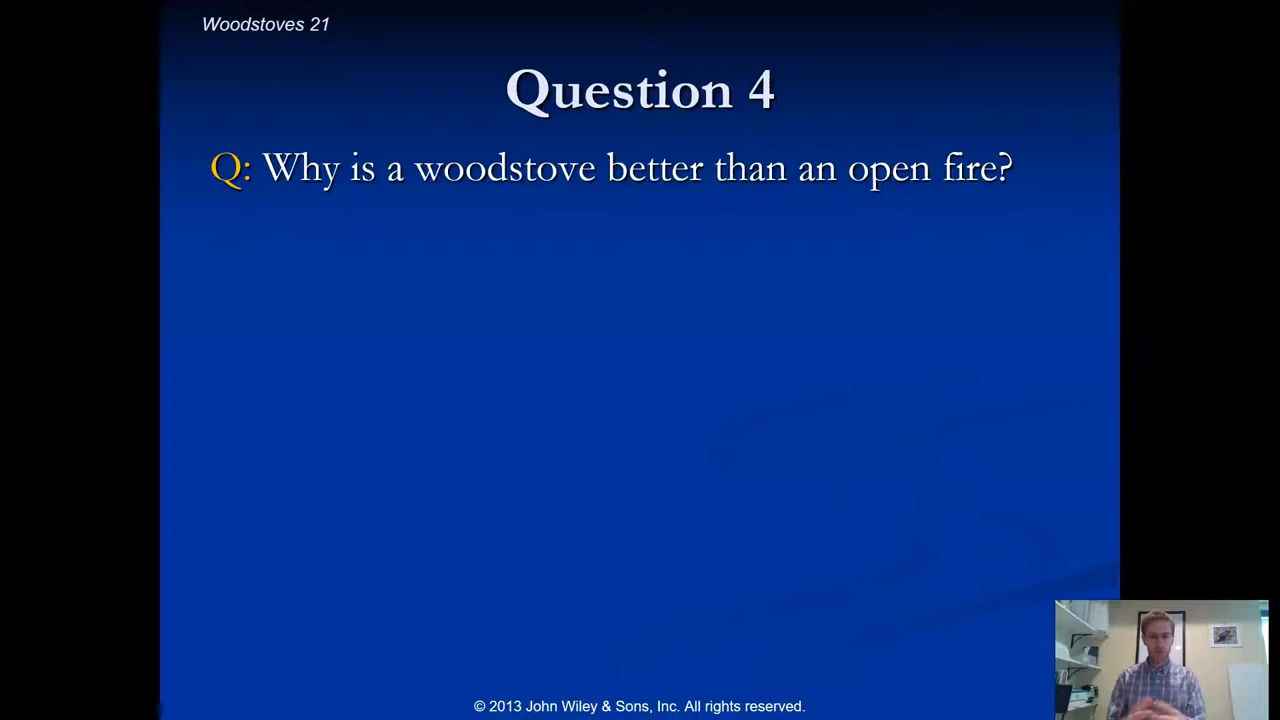 Woodstoves 21
Question 4
Q: Why is a woodstove better than an open fire?
© 2013 John Wiley & Sons, Inc. All rights reserved.